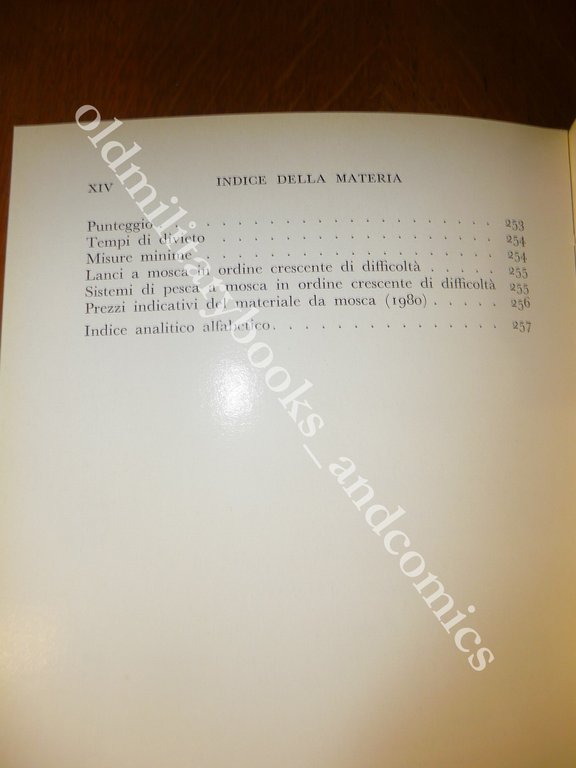 XIV INDICE DELLA MATERIA
Punteggio . . . . . . . . . . . . . . . . . . 253
Tempi di divieto . . . . . . . . . . . . . . . . 254
Misure minime . . . . . . . . . . . . . . . . 254
Lanci a mosca in ordine crescente di difficoltà . . . . . 255
Sistemi di pesca a mosca in ordine crescente di difficoltà 255
Prezzi indicativi del materiale da mosca (1980) . . . . . 256
Indice analitico alfabetico . . . . . . . . . . . . 257
oldmilitarybooks_andcomics